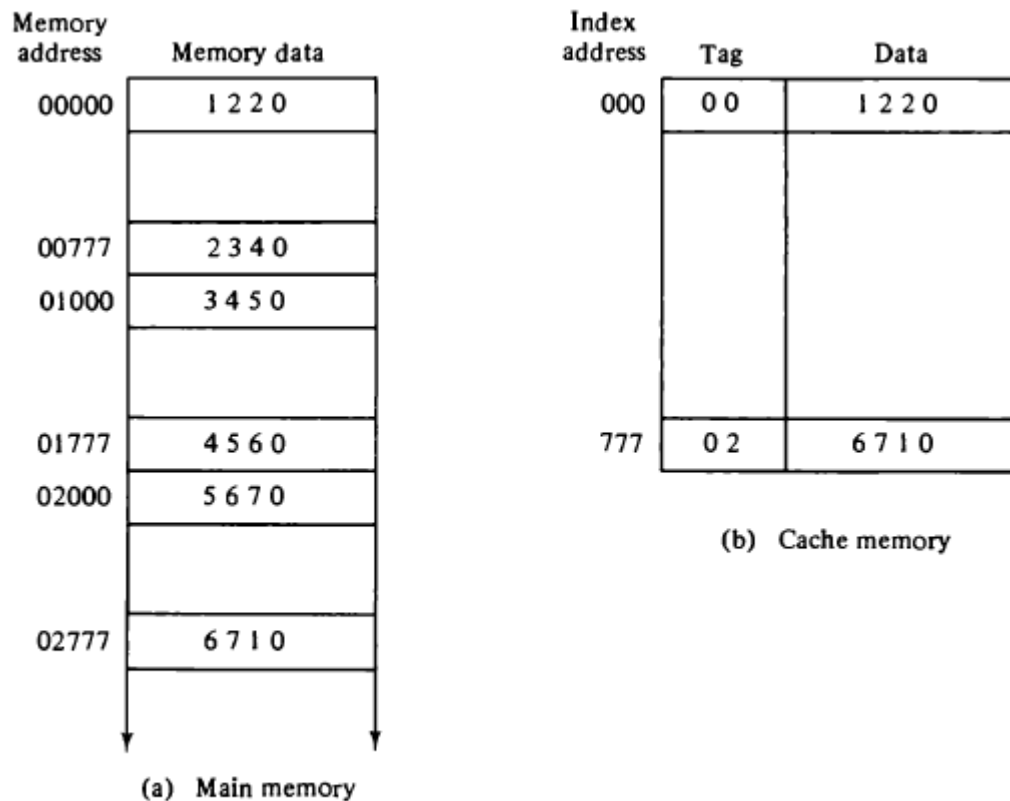 Memory address
Memory data
00000
1 2 2 0
00777
2 3 4 0
01000
3 4 5 0
01777
4 5 6 0
02000
5 6 7 0
02777
6 7 1 0
(a) Main memory
Index address
Tag
Data
000
0 0
1 2 2 0
777
0 2
6 7 1 0
(b) Cache memory